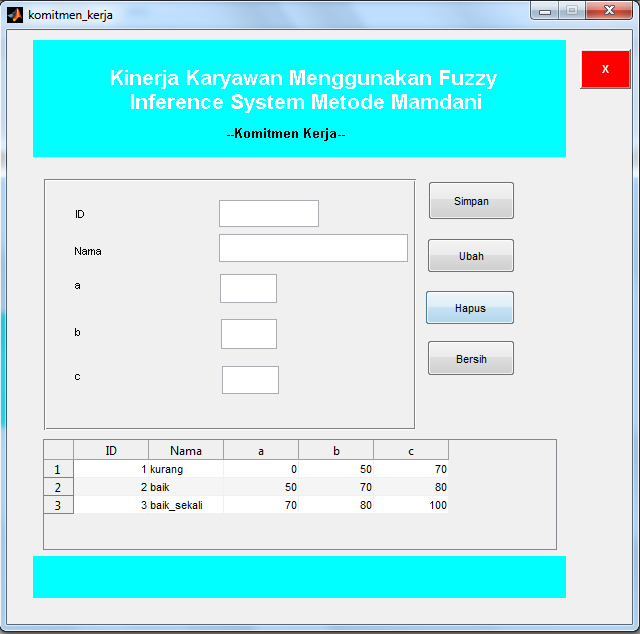 komitmen_kerja
Kinerja Karyawan Menggunakan Fuzzy
Inference System Metode Mamdani
--Komitmen Kerja--
X
ID
Simpan
Nama
Ubah
a
Hapus
b
Bersih
c
ID Nama a b c
1 1 kurang 0 50 70
2 2 baik 50 70 80
3 3 baik_sekali 70 80 100